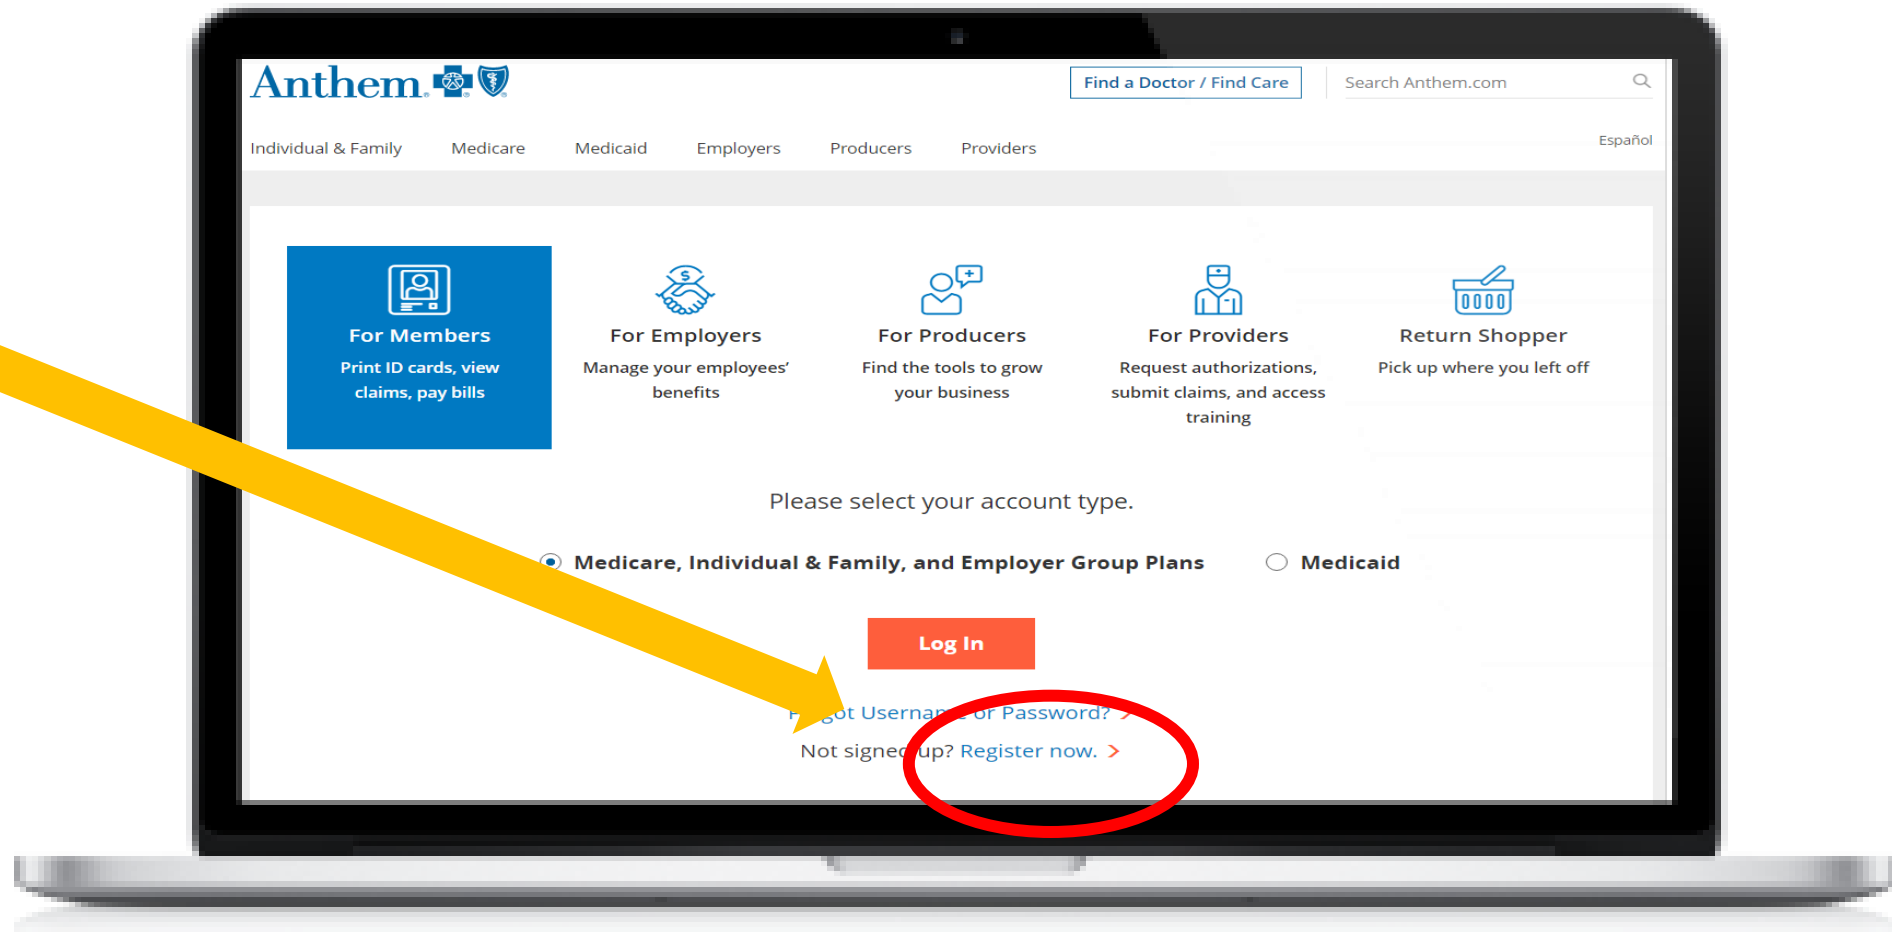 Anthem
Find a Doctor / Find Care
Search Anthem.com
Individual & Family Medicare Medicaid Employers Producers Providers
Español
For Members
Print ID cards, view
claims, pay bills
For Employers
Manage your employees'
benefits
For Producers
Find the tools to grow
your business
For Providers
Request authorizations,
submit claims, and access
training
Return Shopper
Pick up where you left off
Please select your account type.
Medicare, Individual & Family, and Employer Group Plans
Medicaid
Log In
Forgot Username or Password? >
Not signed up? Register now. >